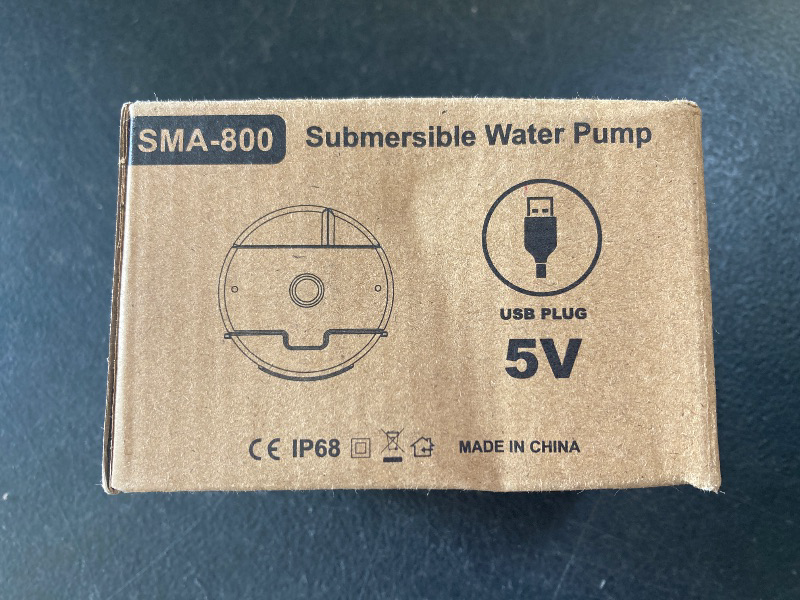 SMA-800 Submersible Water Pump
USB PLUG
5V
CE IP68 MADE IN CHINA